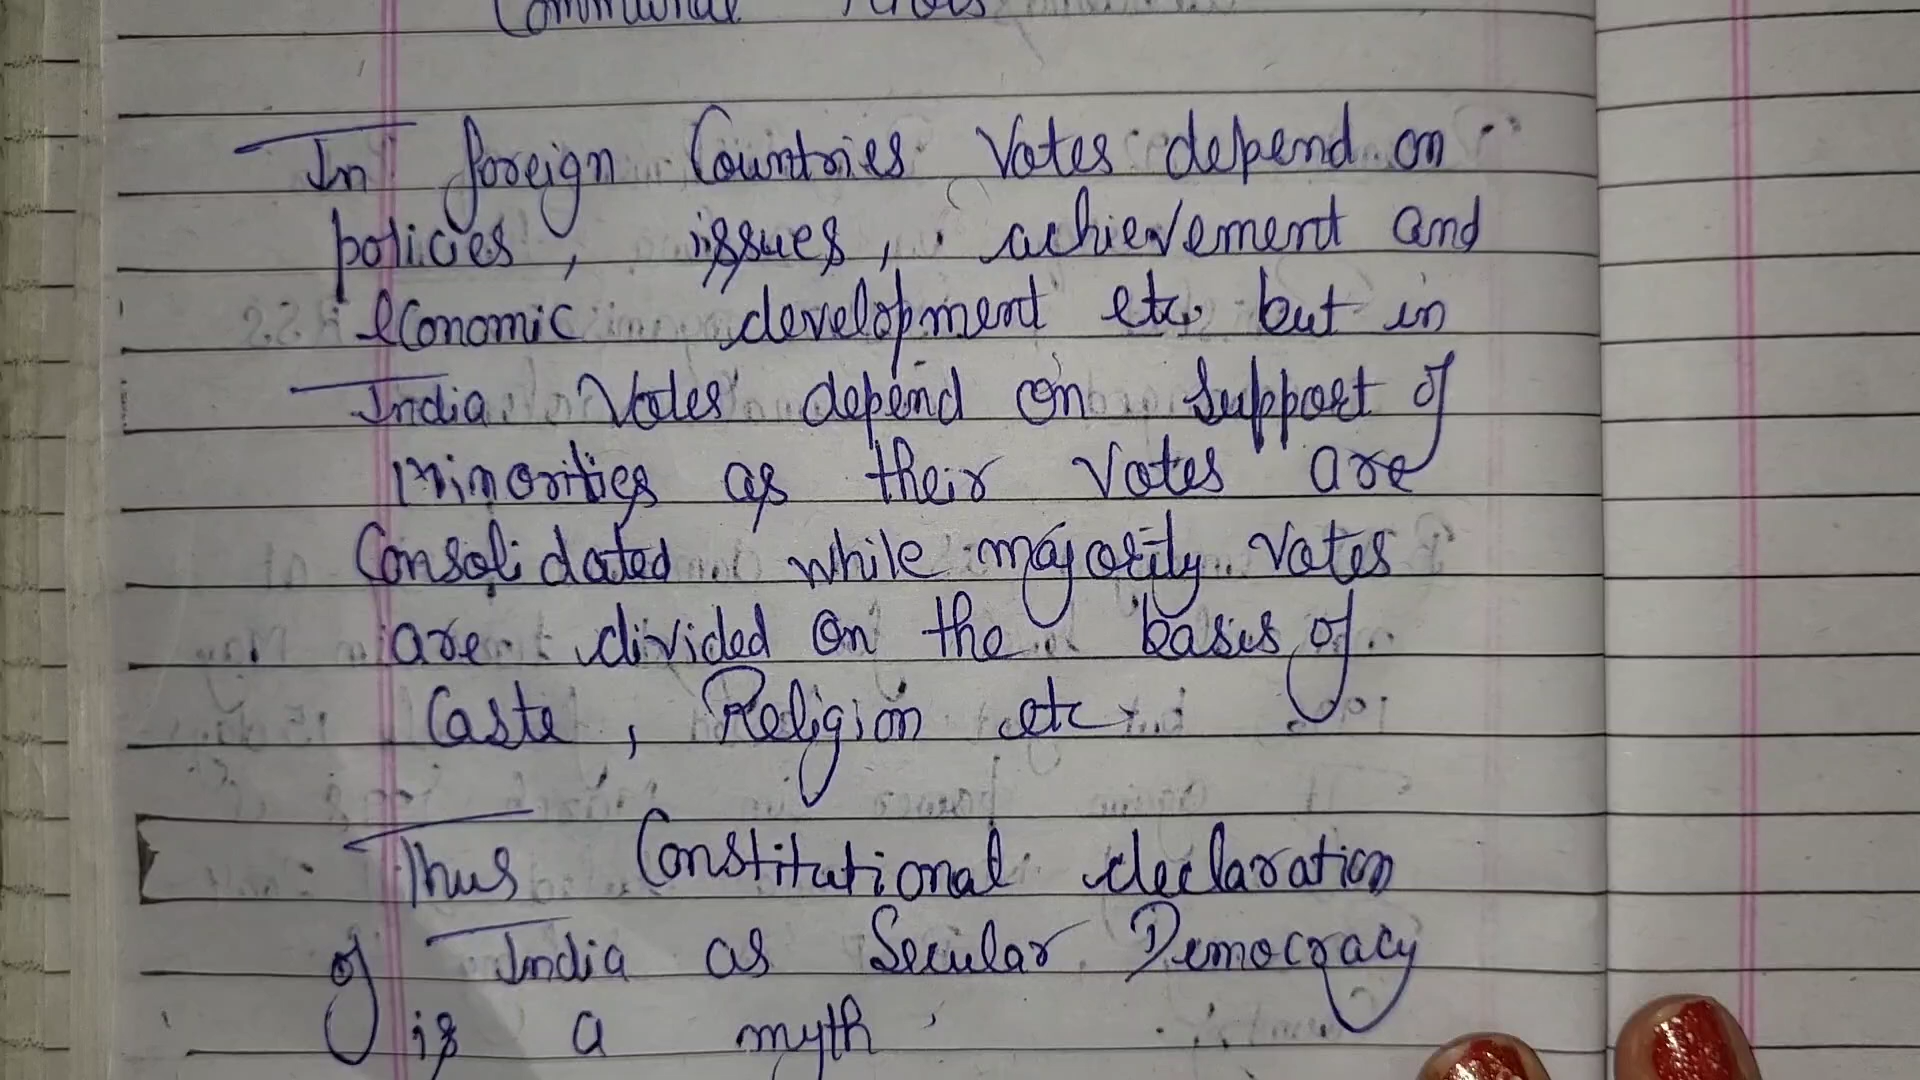 Communal Riots
In foreign Countries Votes depend on
policies, issues, achievement and
economic development etc. but in
India Votes depend on Support of
minorities as their Votes are
Consolidated while majority Votes
are divided on the basis of
Caste, Religion etc.
Thus Constitutional declaration
of India as Secular Democracy
is a myth